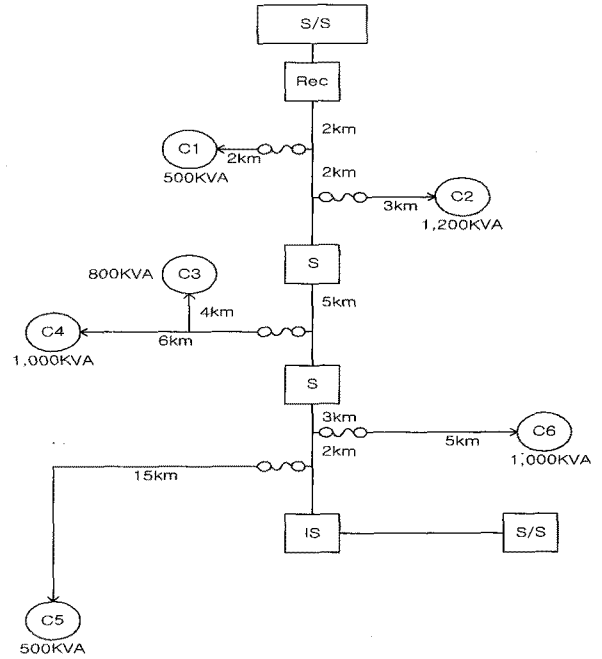 S/S
Rec
2km
C1
2km
500KVA
2km
C2
3km
1,200KVA
S
C3
800KVA
5km
4km
C4
6km
1,000KVA
S
3km
C6
5km
2km
1,000KVA
15km
IS
S/S
C5
500KVA